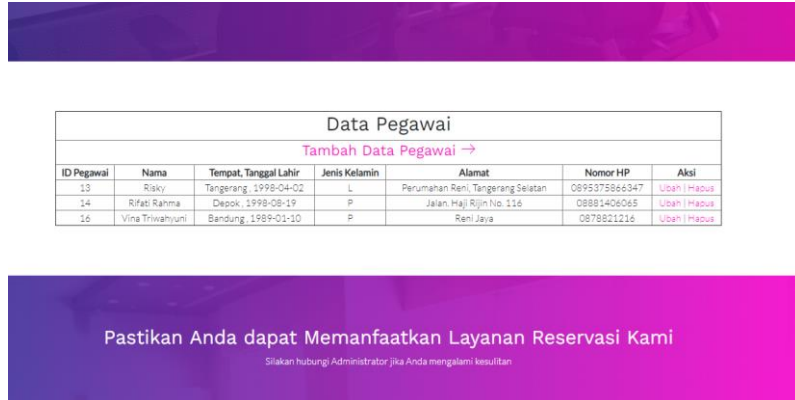 Data Pegawai
Tambah Data Pegawai →
ID Pegawai Nama Tempat, Tanggal Lahir Jenis Kelamin Alamat Nomor HP Aksi
13 Risky Tangerang , 1998-04-02 L Perumahan Reni, Tangerang Selatan 0895375866347 Ubah | Hapus
14 Rifati Rahma Depok , 1998-08-19 P Jalan. Haji Rijin No. 116 08881406065 Ubah | Hapus
16 Vina Triwahyuni Bandung , 1989-01-10 P Reni Jaya 0878821216 Ubah | Hapus
Pastikan Anda dapat Memanfaatkan Layanan Reservasi Kami
Silakan hubungi Administrator jika Anda mengalami kesulitan